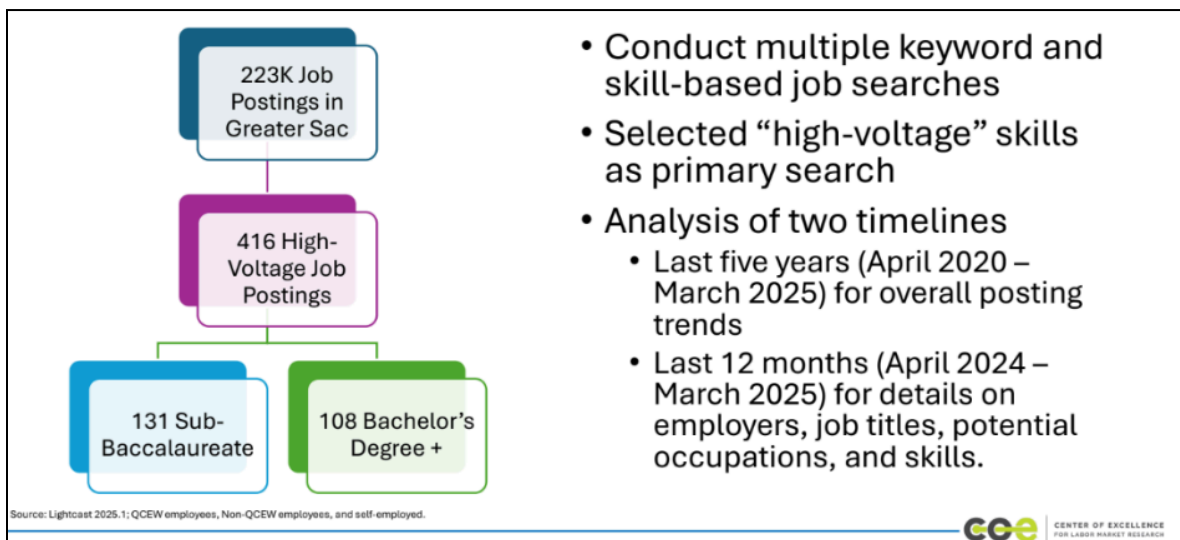 223K Job
Postings in
Greater Sac
416 High-
Voltage Job
Postings
131 Sub-
Baccalaureate
108 Bachelor’s
Degree +
• Conduct multiple keyword and
skill-based job searches
• Selected “high-voltage” skills
as primary search
• Analysis of two timelines
• Last five years (April 2020 –
March 2025) for overall posting
trends
• Last 12 months (April 2024 –
March 2025) for details on
employers, job titles, potential
occupations, and skills.
Source: Lightcast 2025.1; QCEW employees, Non-QCEW employees, and self-employed.
coe
CENTER OF EXCELLENCE
FOR LABOR MARKET RESEARCH